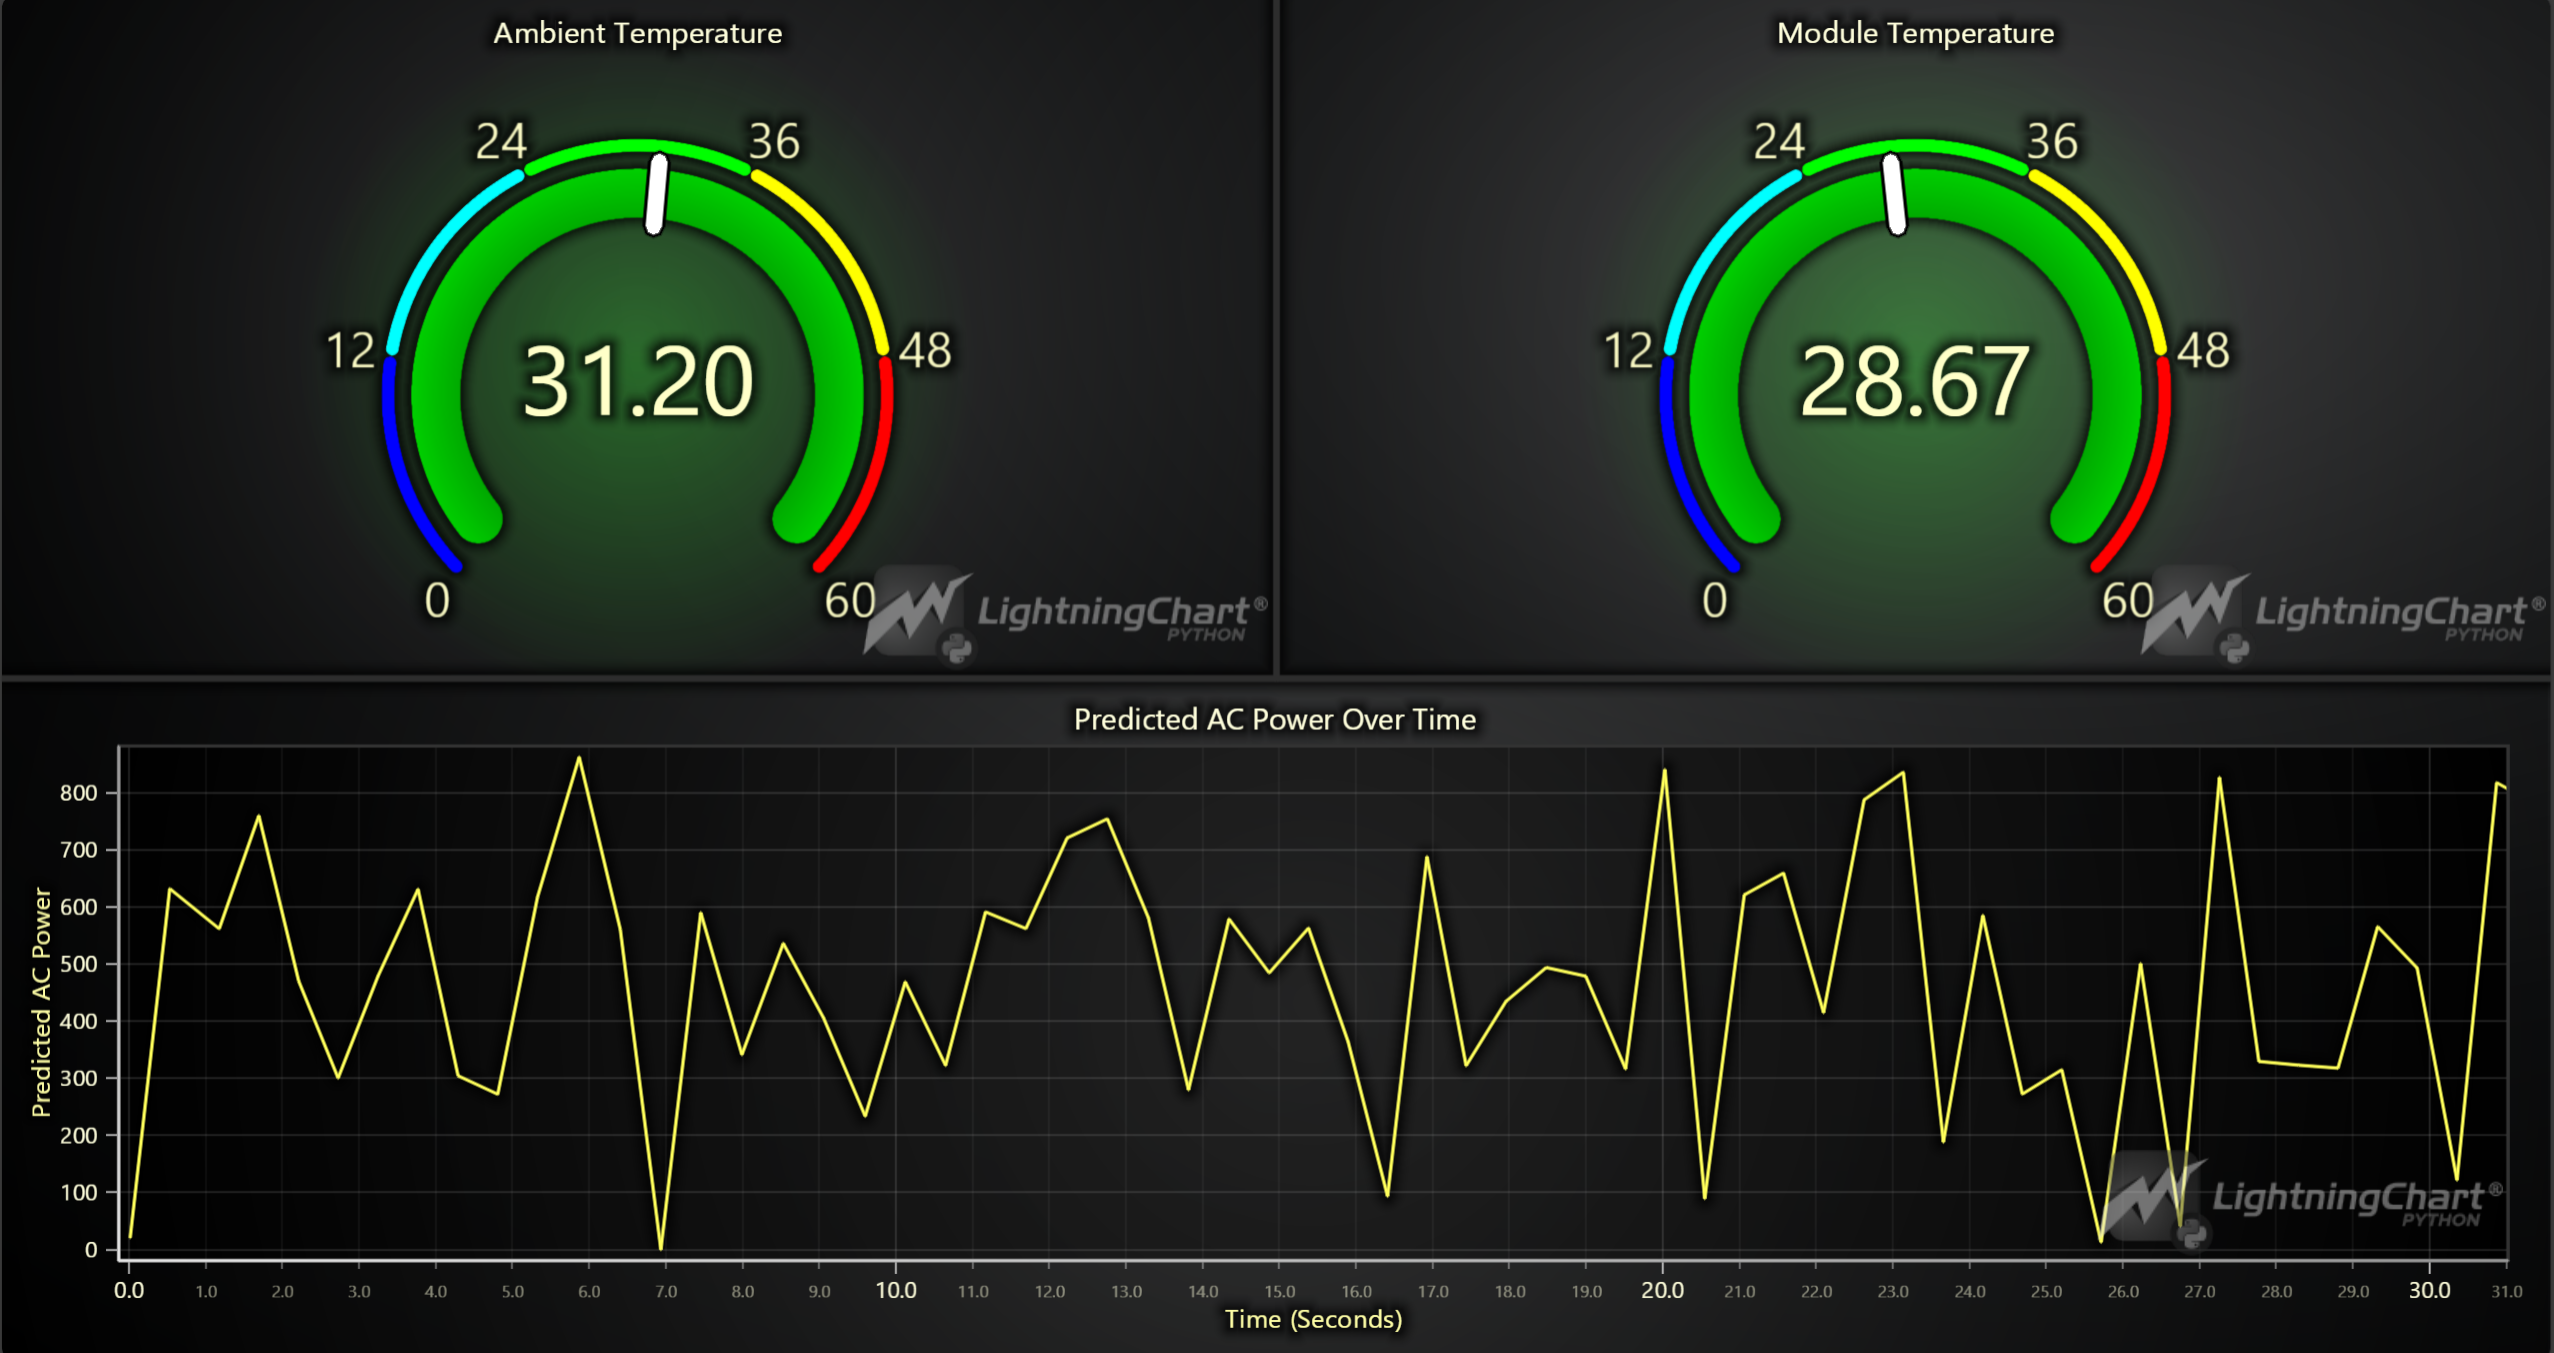 Ambient Temperature
24
36
12
48
31.20
0
60
LightningChart®
PYTHON
Module Temperature
24
36
12
48
28.67
0
60
LightningChart®
PYTHON
Predicted AC Power Over Time
Predicted AC Power
800
700
600
500
400
300
200
100
0
LightningChart®
PYTHON
0.0 1.0 2.0 3.0 4.0 5.0 6.0 7.0 8.0 9.0 10.0 11.0 12.0 13.0 14.0 15.0 16.0 17.0 18.0 19.0 20.0 21.0 22.0 23.0 24.0 25.0 26.0 27.0 28.0 29.0 30.0 31.0
Time (Seconds)